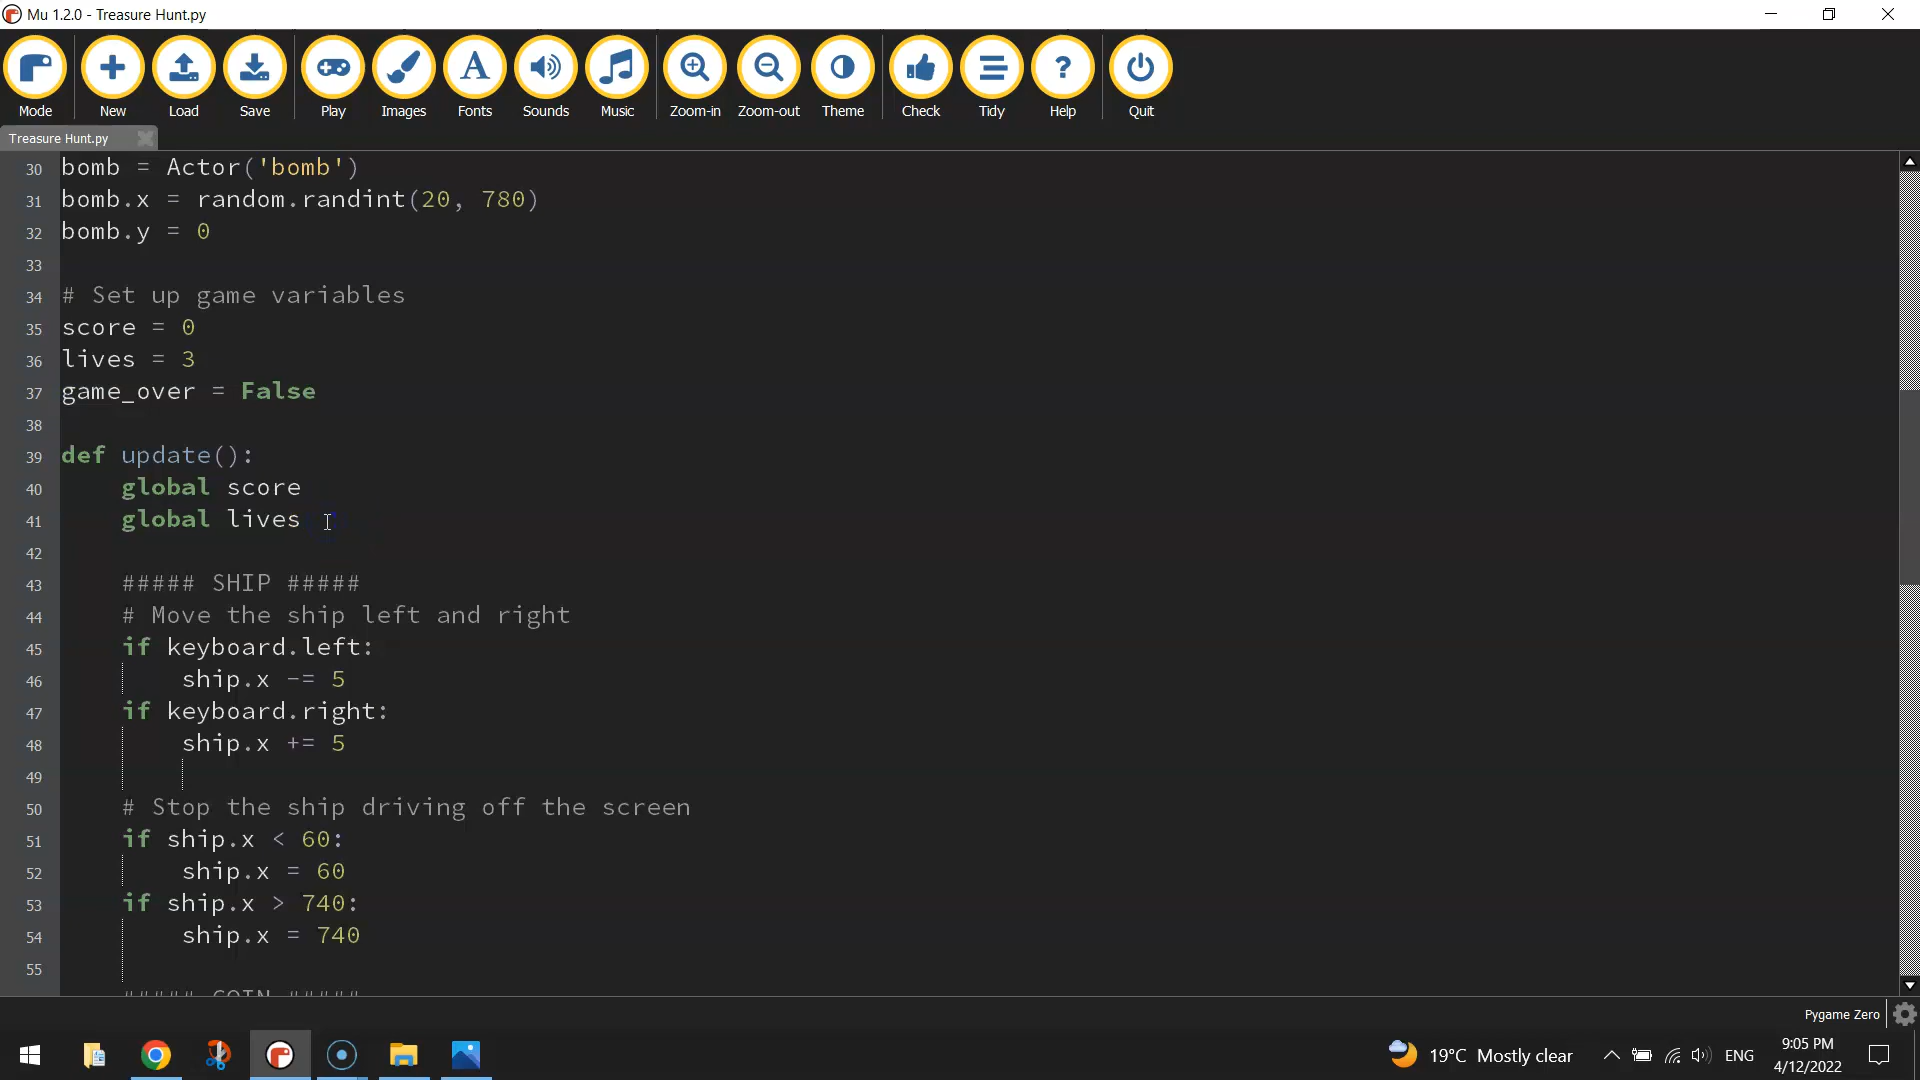 Mu 1.2.0 - Treasure Hunt.py
Mode New Load Save Play Images Fonts Sounds Music Zoom-in Zoom-out Theme Check Tidy Help Quit
Treasure Hunt.py
30 bomb = Actor('bomb')
31 bomb.x = random.randint(20, 780)
32 bomb.y = 0
33
34 # Set up game variables
35 score = 0
36 lives = 3
37 game_over = False
38
39 def update():
40     global score
41     global lives
42
43     ##### SHIP #####
44     # Move the ship left and right
45     if keyboard.left:
46         ship.x -= 5
47     if keyboard.right:
48         ship.x += 5
49
50     # Stop the ship driving off the screen
51     if ship.x < 60:
52         ship.x = 60
53     if ship.x > 740:
54         ship.x = 740
55
##### COIN #####
Pygame Zero
19°C Mostly clear
ENG
9:05 PM
4/12/2022